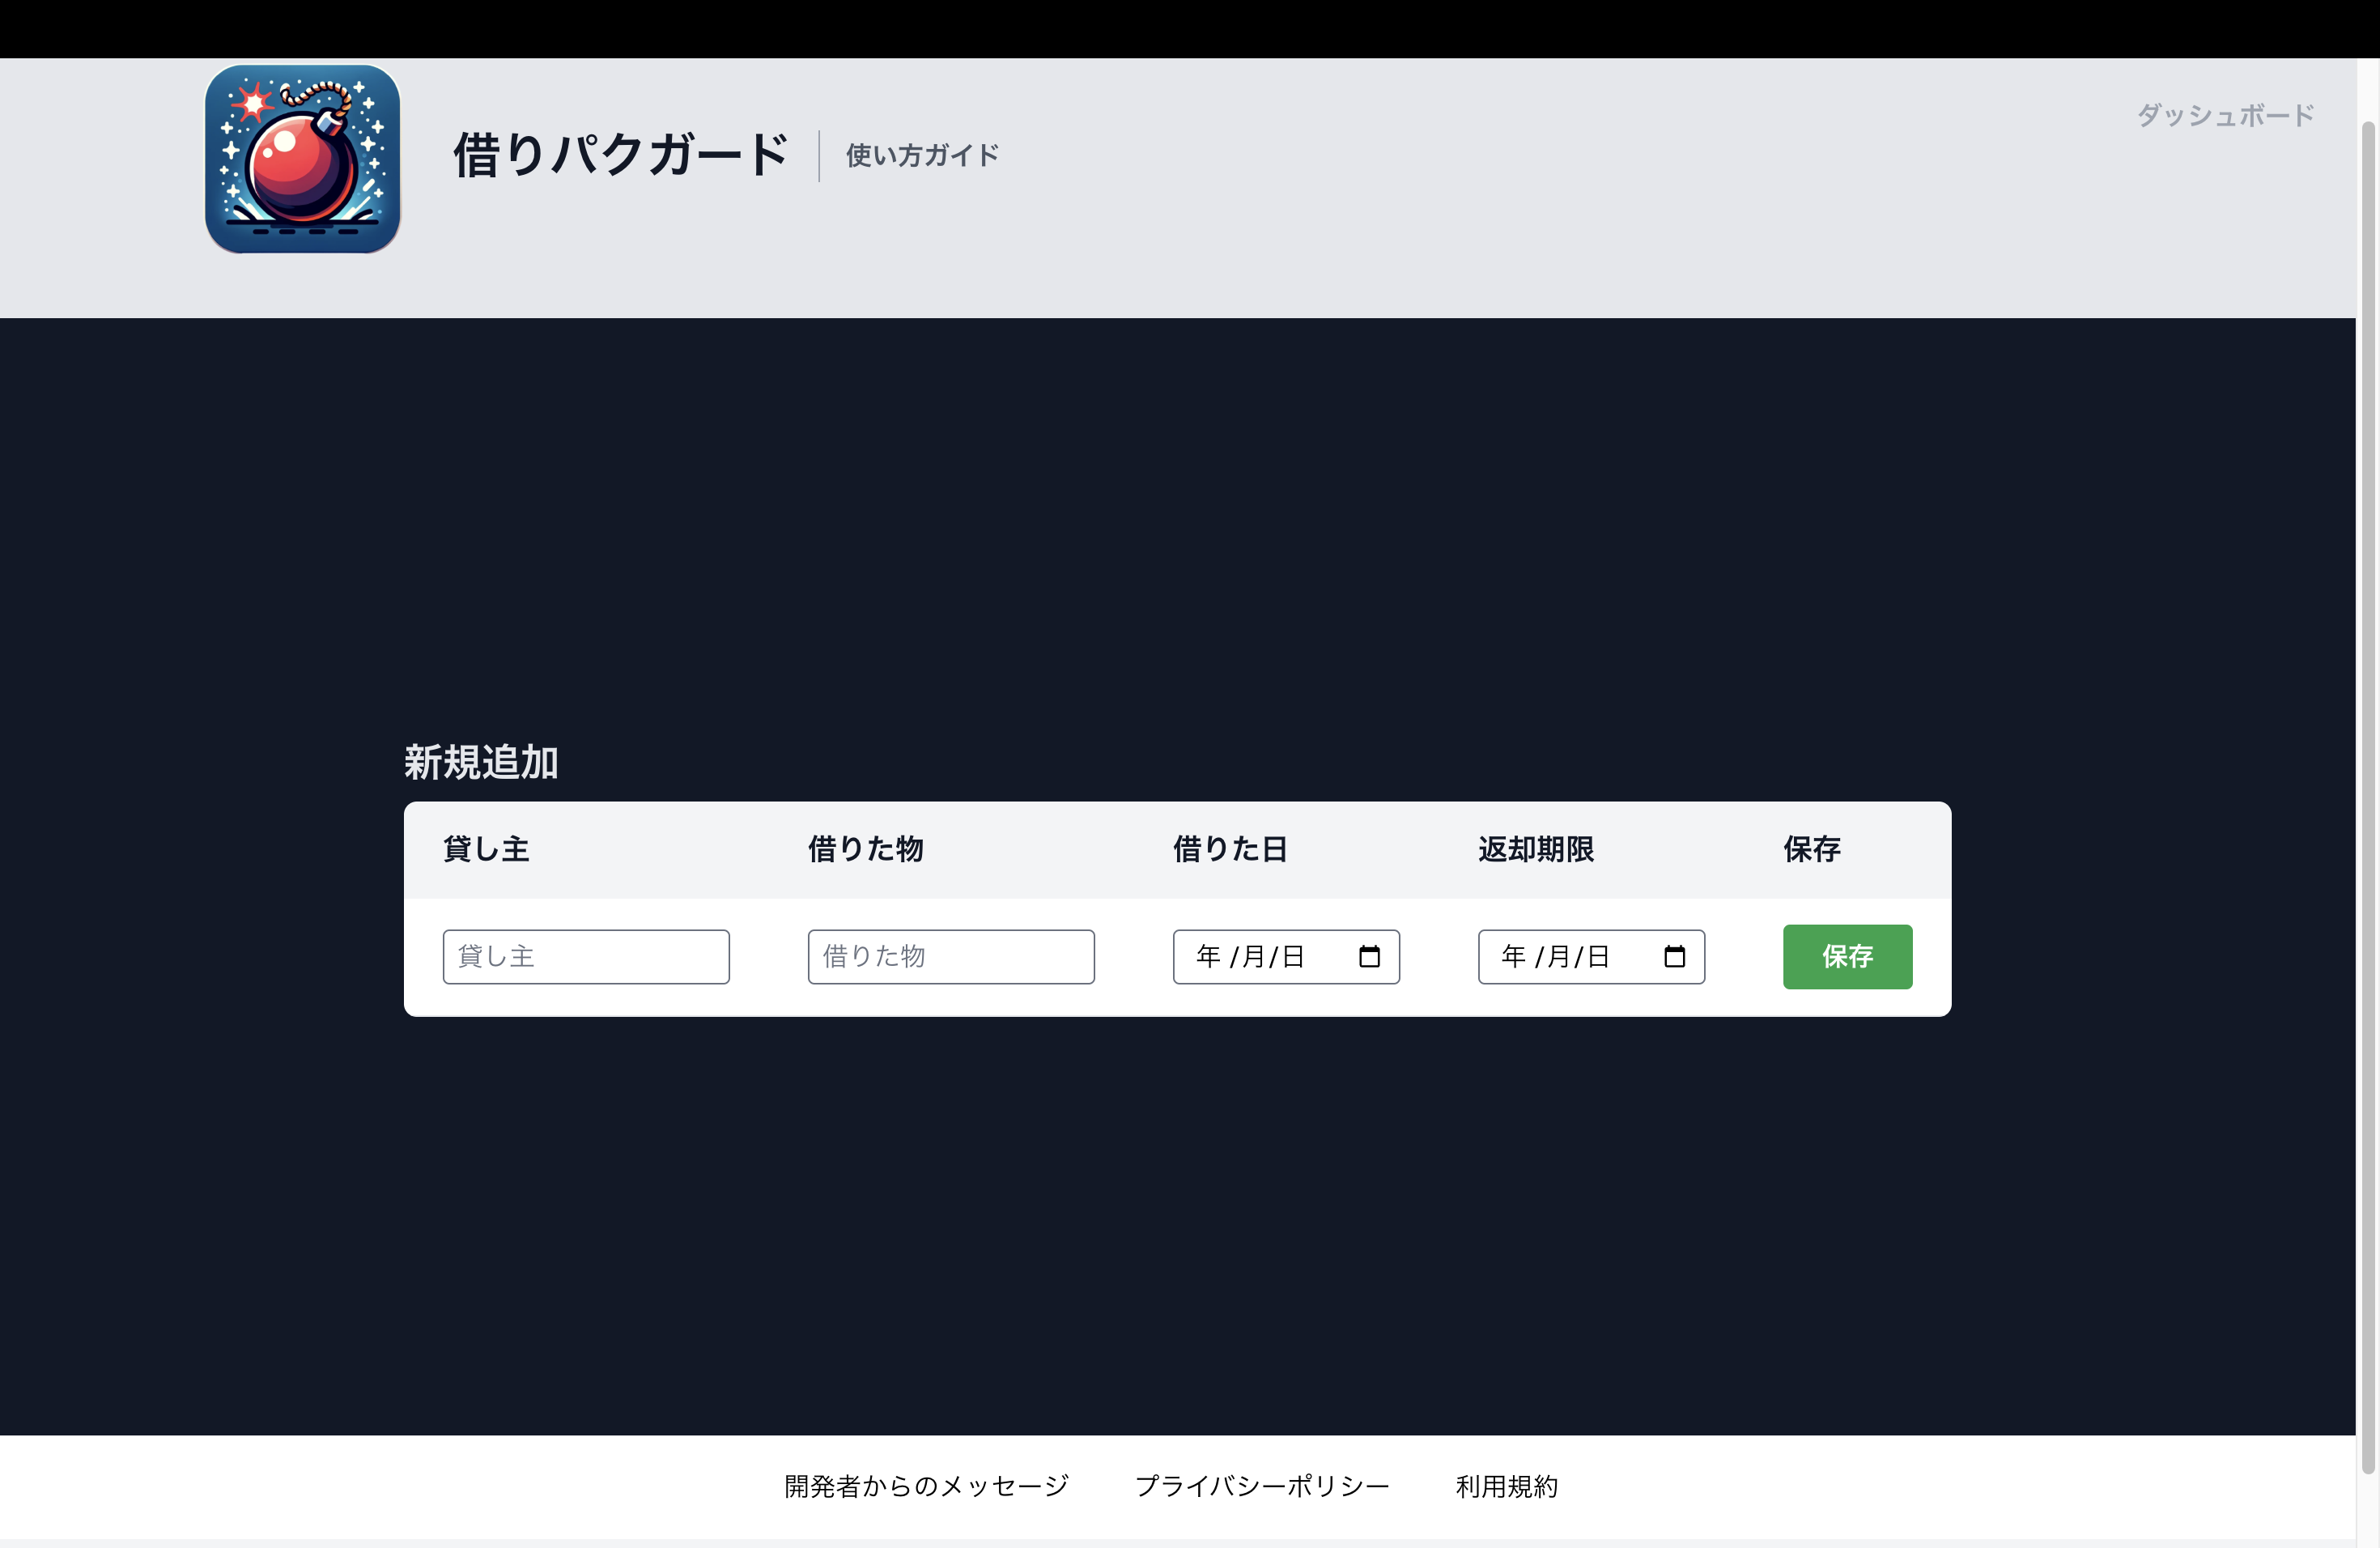 借りパクガード
使い方ガイド
ダッシュボード
新規追加
貸し主 借りた物 借りた日 返却期限 保存
貸し主 借りた物 年 /月/日 年 /月/日 保存
開発者からのメッセージ プライバシーポリシー 利用規約